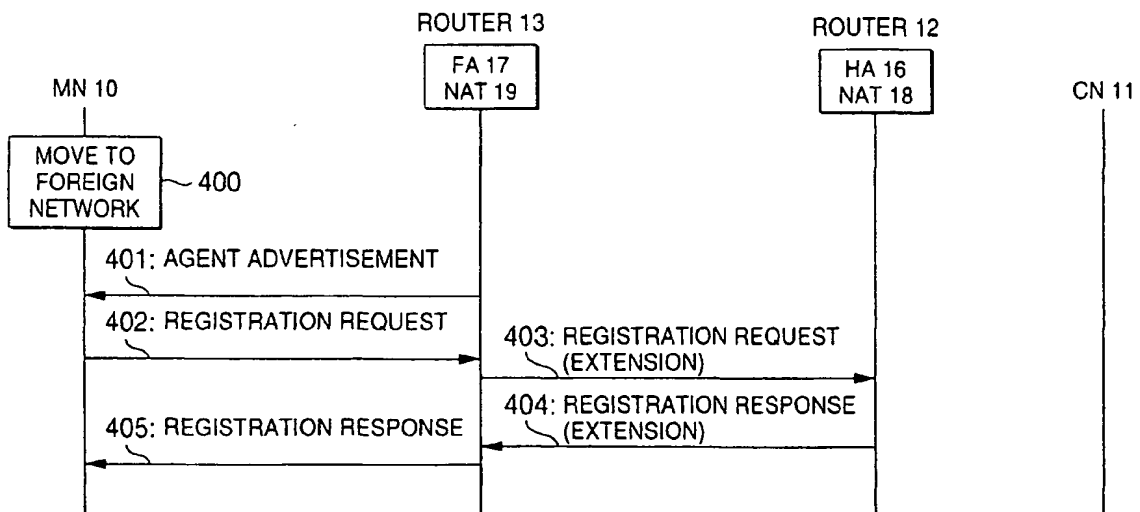 ROUTER 13
ROUTER 12
FA 17
NAT 19
HA 16
NAT 18
MN 10
CN 11
MOVE TO
FOREIGN
NETWORK
400
401: AGENT ADVERTISEMENT
402: REGISTRATION REQUEST
403: REGISTRATION REQUEST
(EXTENSION)
404: REGISTRATION RESPONSE
(EXTENSION)
405: REGISTRATION RESPONSE